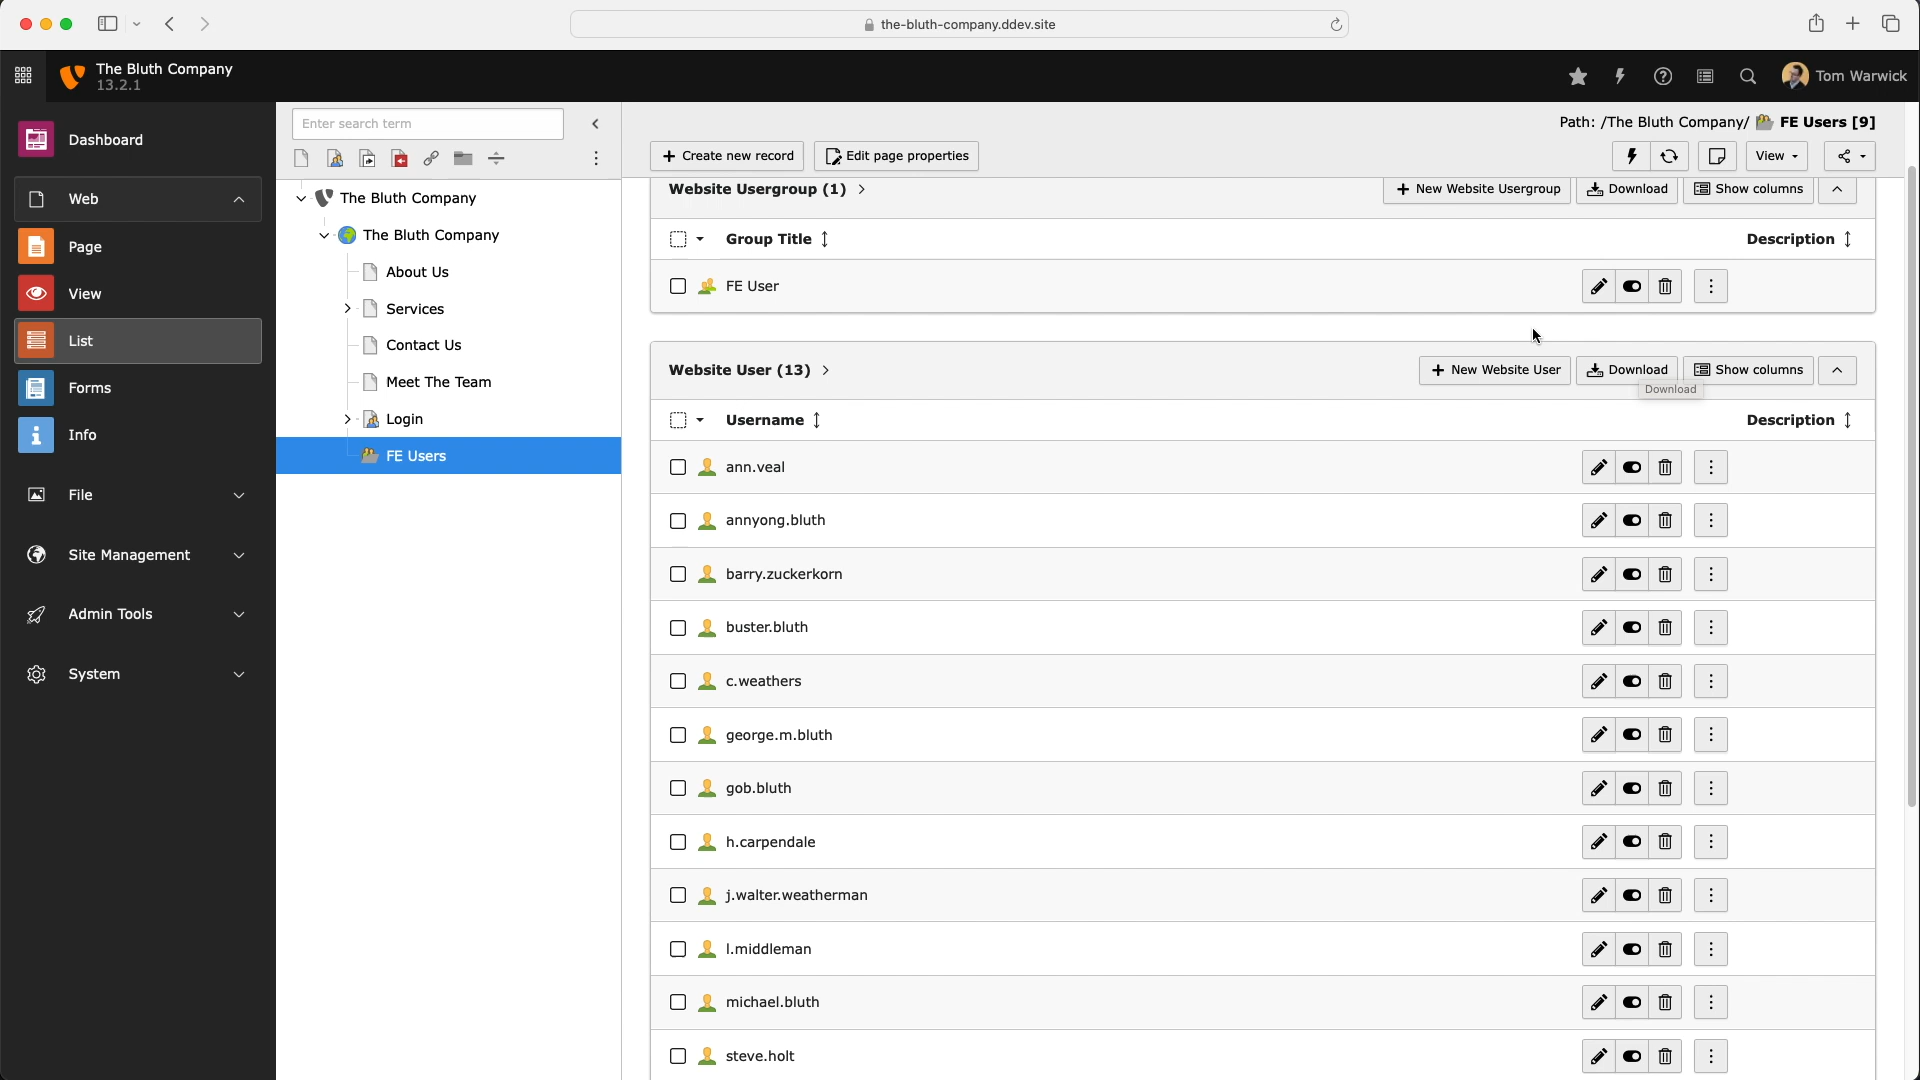 the-bluth-company.ddev.site
The Bluth Company
13.2.1
Tom Warwick
Dashboard
Web
Page
View
List
Forms
Info
File
Site Management
Admin Tools
System
Enter search term
The Bluth Company
The Bluth Company
About Us
Services
Contact Us
Meet The Team
Login
FE Users
Path: /The Bluth Company/ FE Users [9]
Create new record
Edit page properties
View
Website Usergroup (1)
New Website Usergroup
Download
Show columns
Group Title
Description
FE User
Website User (13)
New Website User
Download
Show columns
Download
Username
Description
ann.veal
annyong.bluth
barry.zuckerkorn
buster.bluth
c.weathers
george.m.bluth
gob.bluth
h.carpendale
j.walter.weatherman
l.middleman
michael.bluth
steve.holt